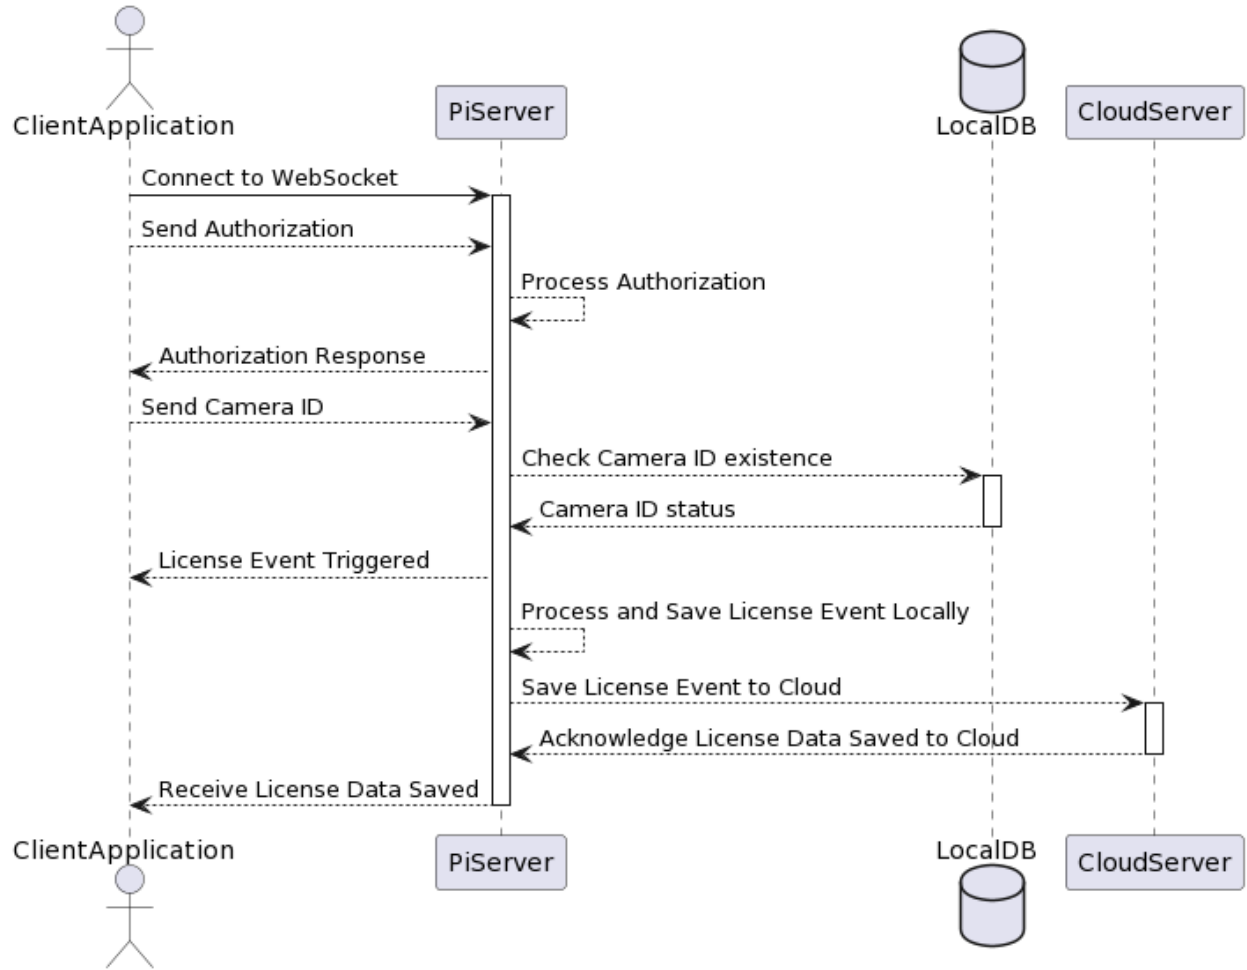 ClientApplication
PiServer
LocalDB
CloudServer
Connect to WebSocket
Send Authorization
Process Authorization
Authorization Response
Send Camera ID
Check Camera ID existence
Camera ID status
License Event Triggered
Process and Save License Event Locally
Save License Event to Cloud
Acknowledge License Data Saved to Cloud
Receive License Data Saved
ClientApplication
PiServer
LocalDB
CloudServer